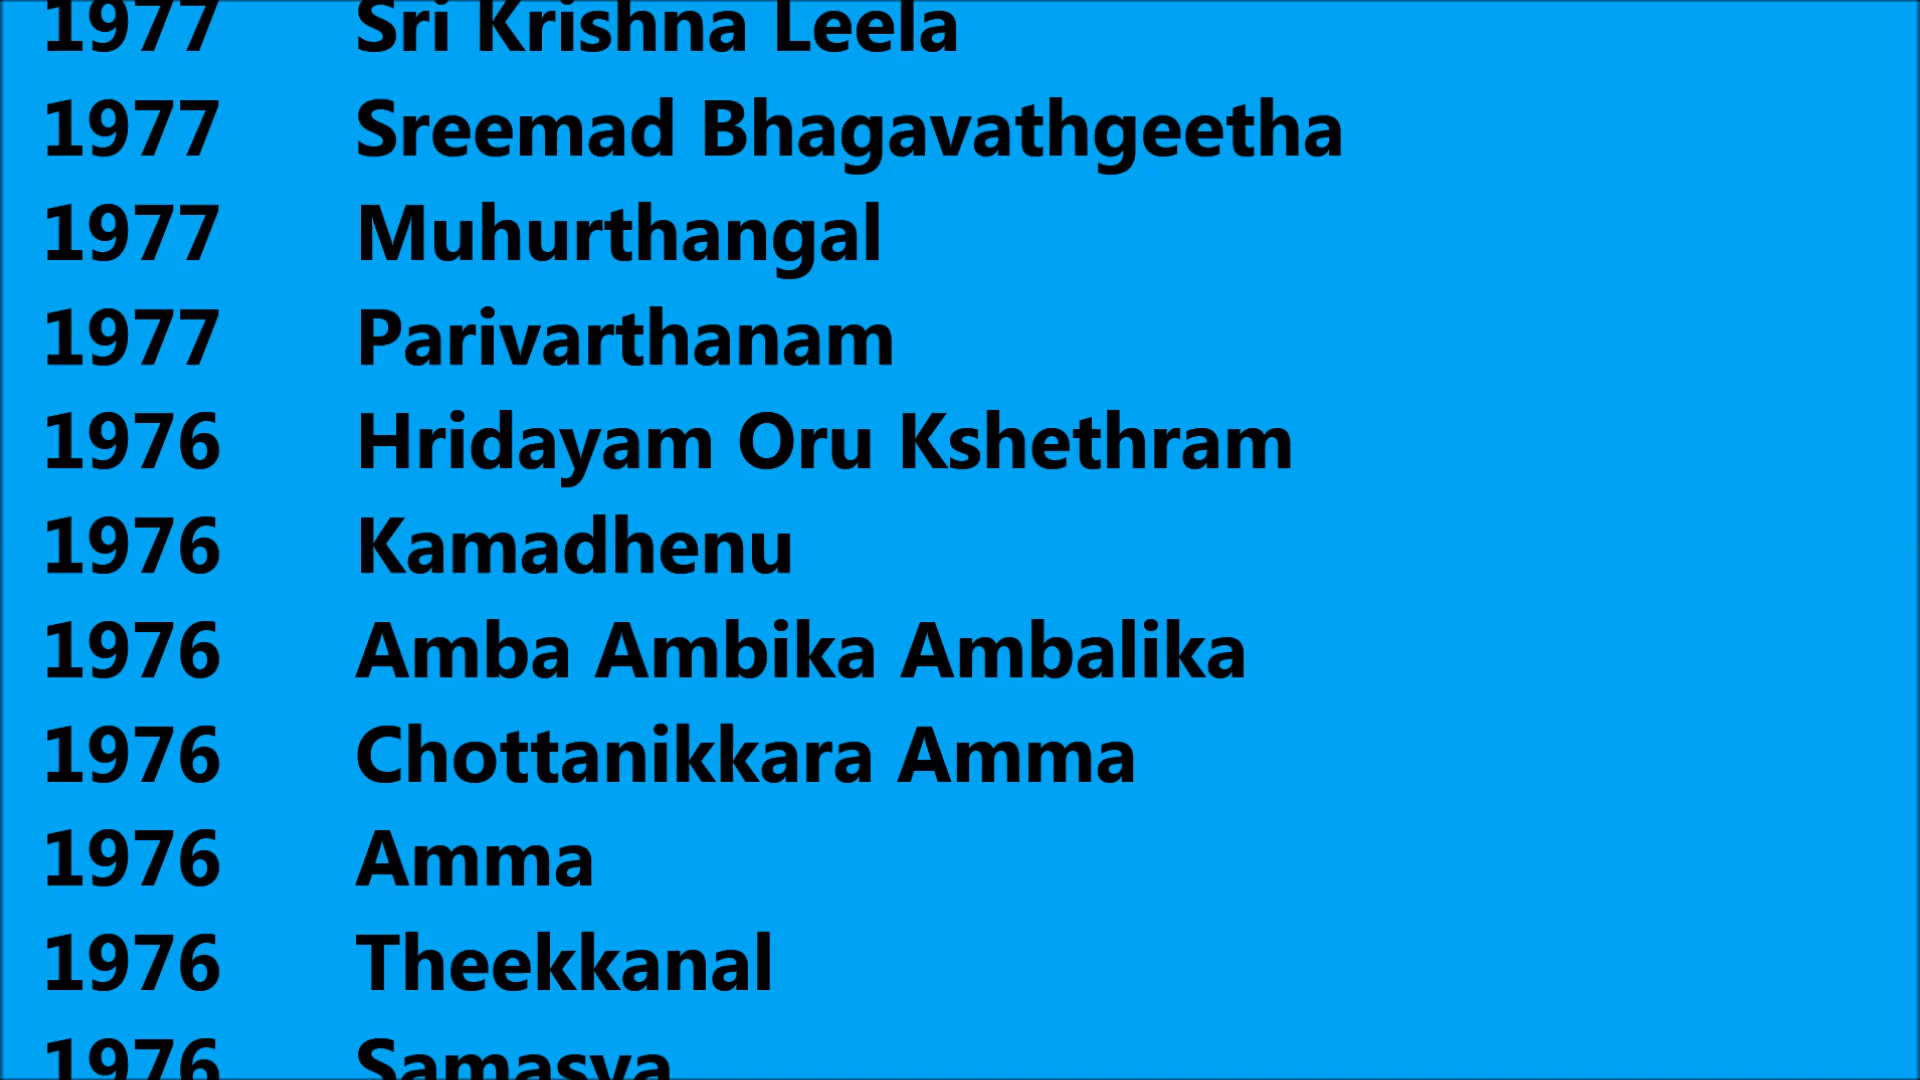 1977 Sri Krishna Leela
1977 Sreemad Bhagavathgeetha
1977 Muhurthangal
1977 Parivarthanam
1976 Hridayam Oru Kshethram
1976 Kamadhenu
1976 Amba Ambika Ambalika
1976 Chottanikkara Amma
1976 Amma
1976 Theekkanal
1976 Samasya